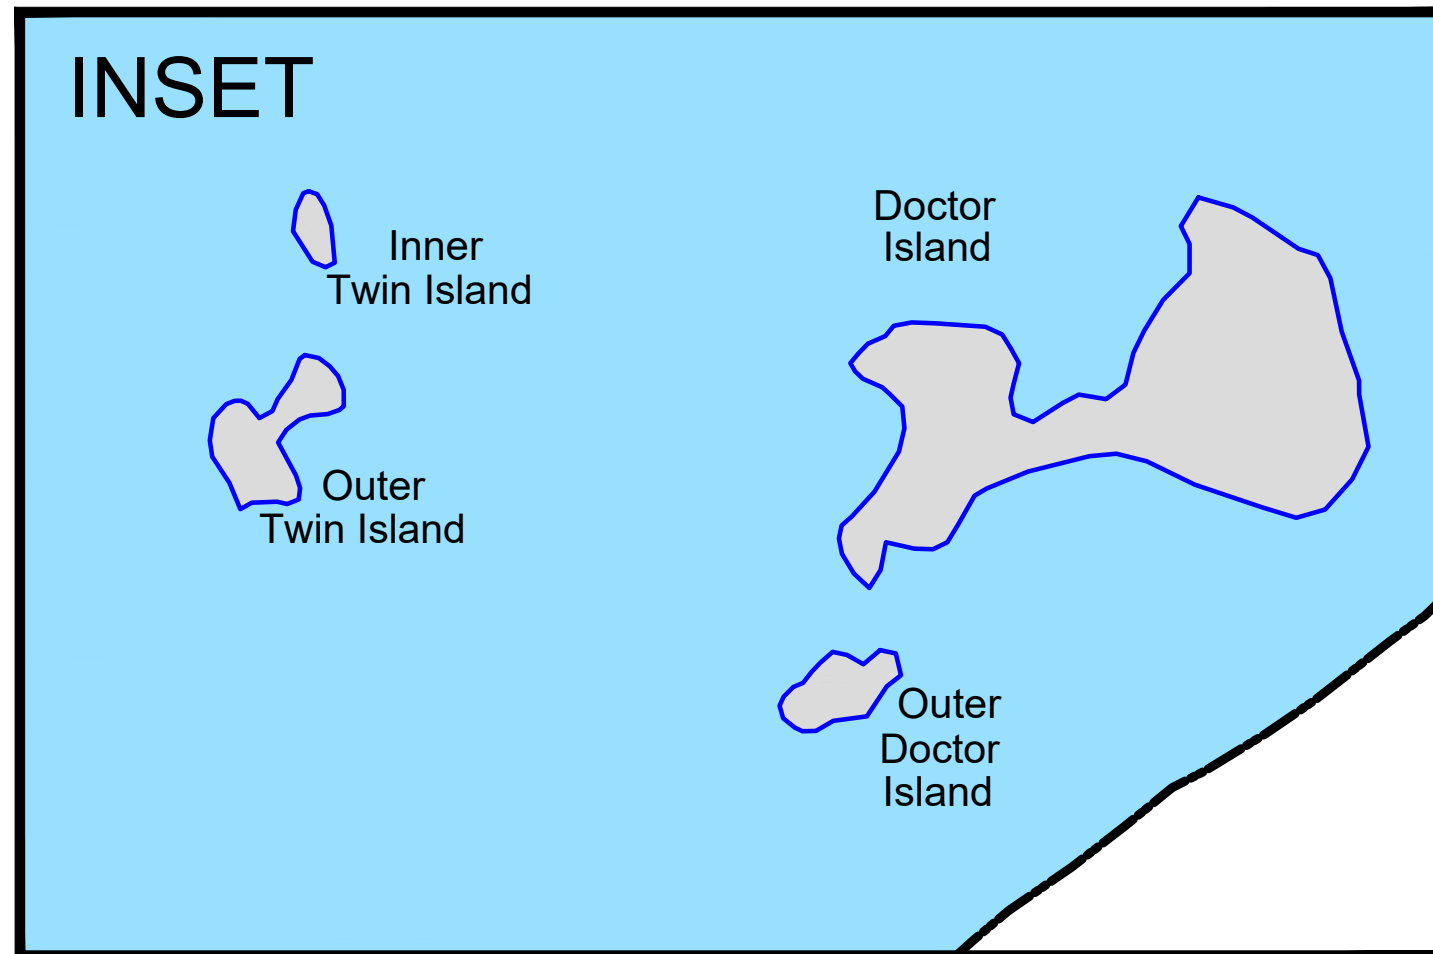 INSET
Inner
Twin Island
Doctor
Island
Outer
Twin Island
Outer
Doctor
Island